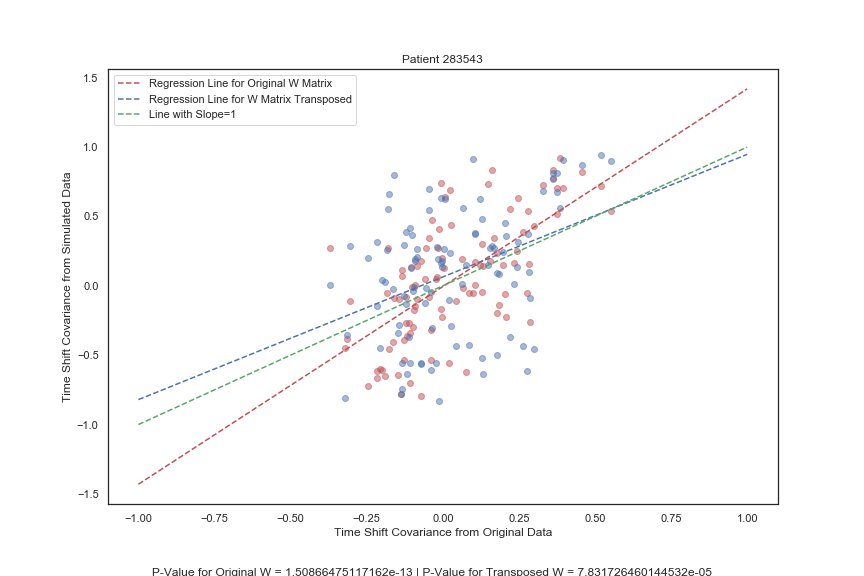 Patient 283543
Regression Line for Original W Matrix
Regression Line for W Matrix Transposed
Line with Slope=1
Time Shift Covariance from Simulated Data
1.5
1.0
0.5
0.0
−0.5
−1.0
−1.5
−1.00 −0.75 −0.50 −0.25 0.00 0.25 0.50 0.75 1.00
Time Shift Covariance from Original Data
P-Value for Original W = 1.50866475117162e-13 | P-Value for Transposed W = 7.831726460144532e-05